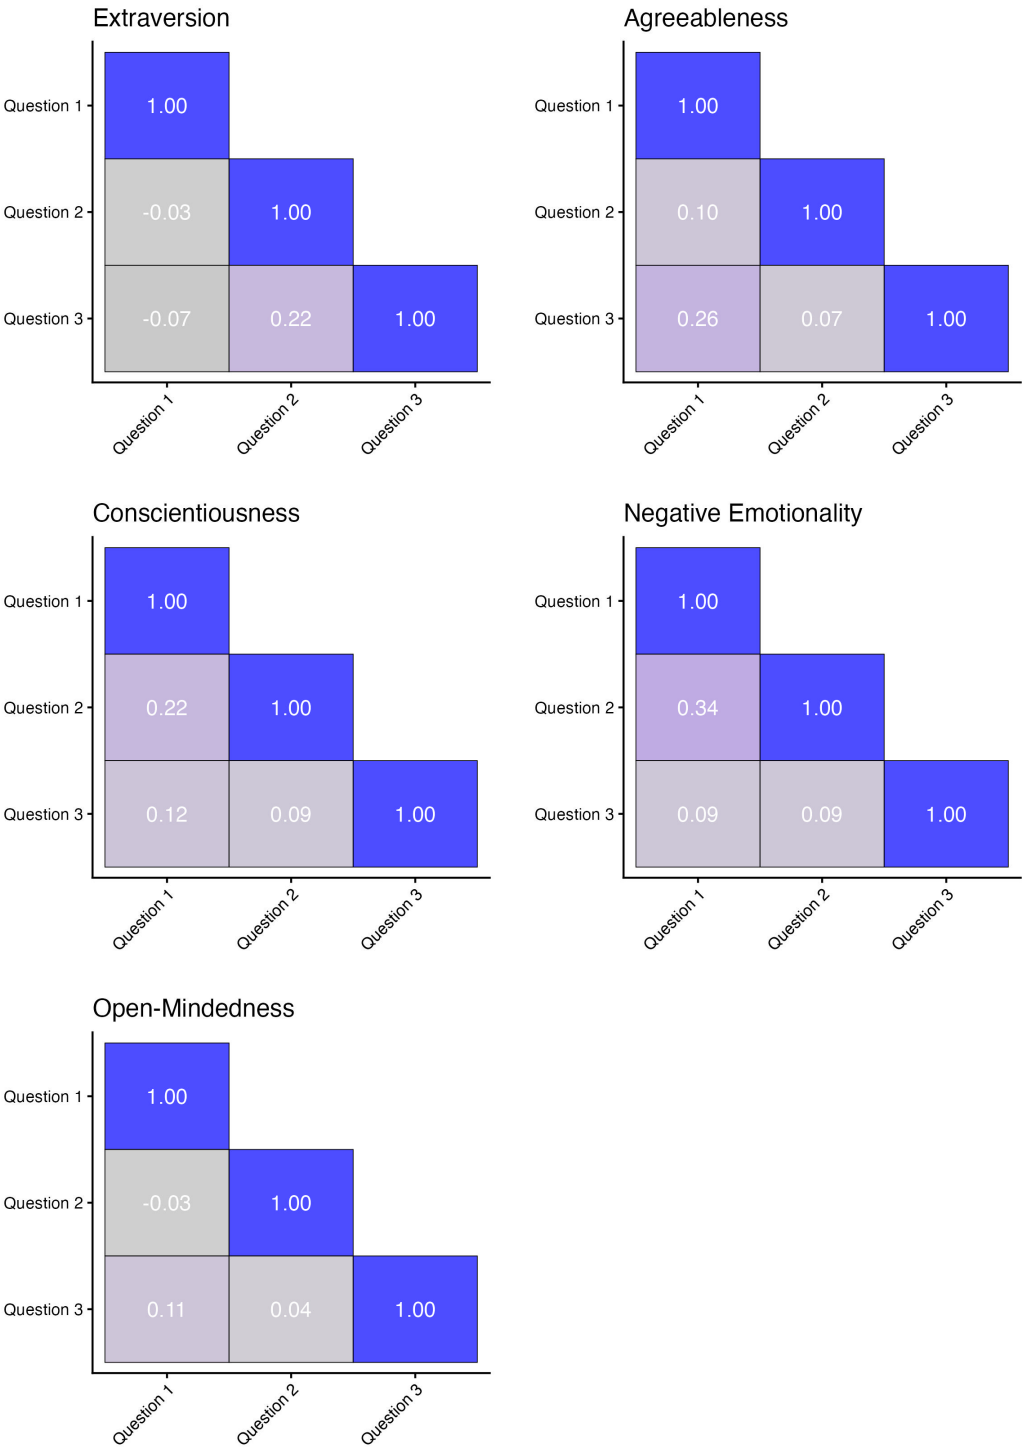 Extraversion
Question 1
1.00
Question 2
-0.03 1.00
Question 3
-0.07 0.22 1.00
Question 1 Question 2 Question 3
Agreeableness
Question 1
1.00
Question 2
0.10 1.00
Question 3
0.26 0.07 1.00
Question 1 Question 2 Question 3
Conscientiousness
Question 1
1.00
Question 2
0.22 1.00
Question 3
0.12 0.09 1.00
Question 1 Question 2 Question 3
Negative Emotionality
Question 1
1.00
Question 2
0.34 1.00
Question 3
0.09 0.09 1.00
Question 1 Question 2 Question 3
Open-Mindedness
Question 1
1.00
Question 2
-0.03 1.00
Question 3
0.11 0.04 1.00
Question 1 Question 2 Question 3